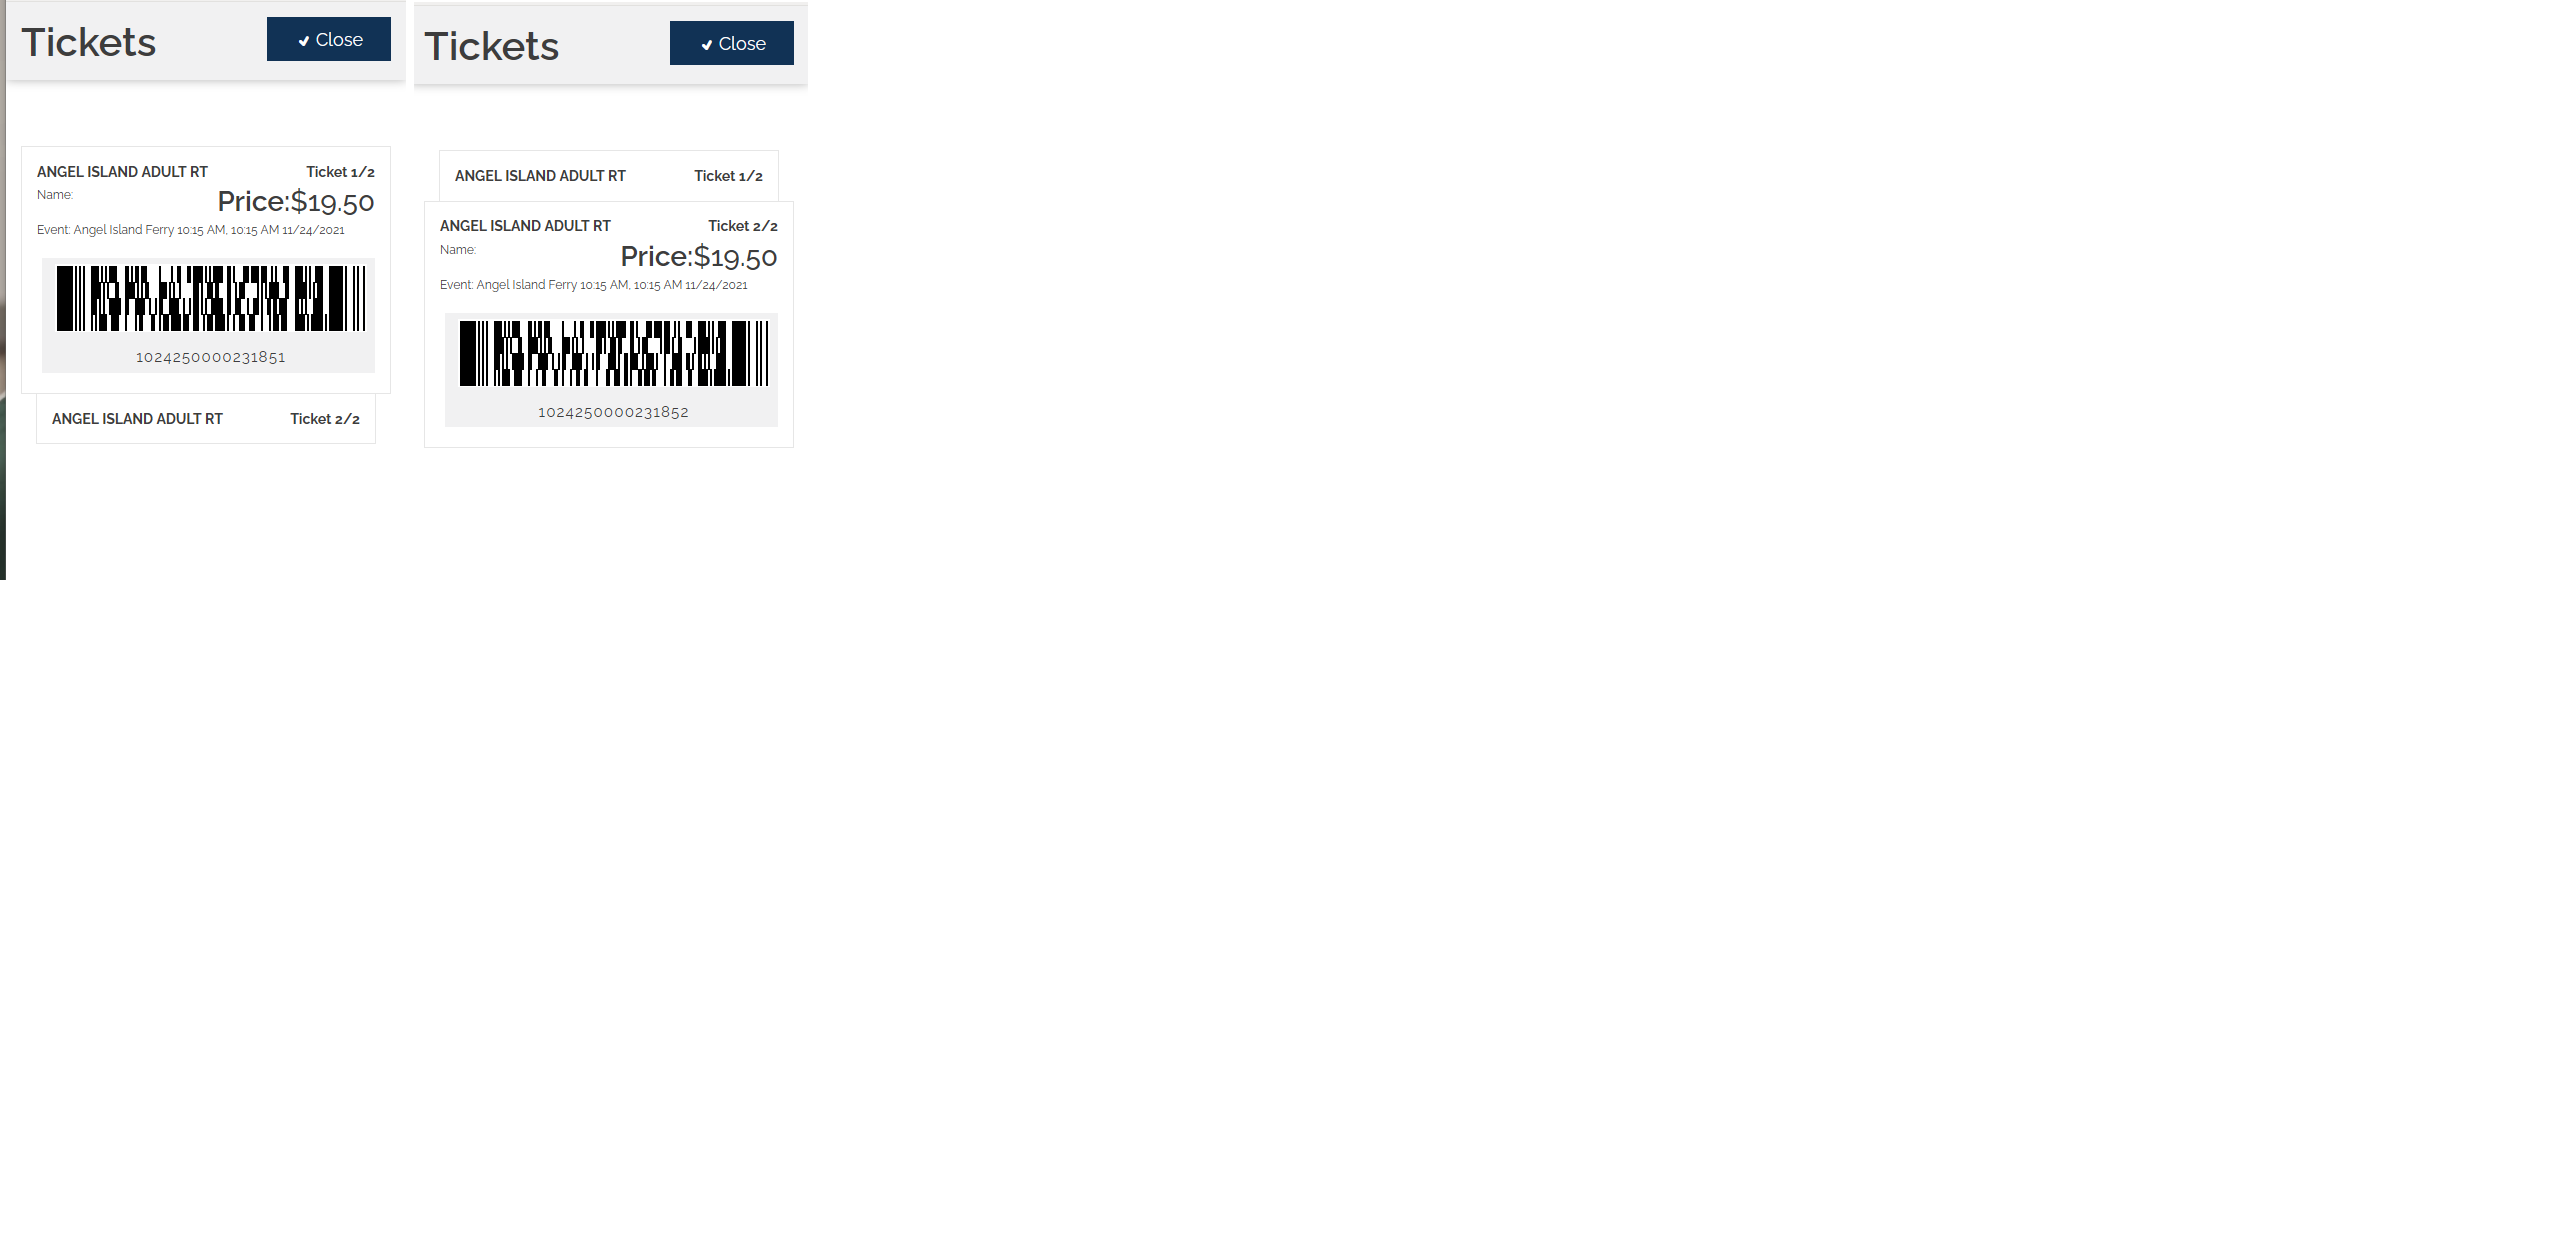 Tickets
Close
ANGEL ISLAND ADULT RT Ticket 1/2
Name: Price:$19.50
Event: Angel Island Ferry 10:15 AM, 10:15 AM 11/24/2021
1024250000231851
ANGEL ISLAND ADULT RT Ticket 2/2
Tickets
Close
ANGEL ISLAND ADULT RT Ticket 1/2
ANGEL ISLAND ADULT RT Ticket 2/2
Name: Price:$19.50
Event: Angel Island Ferry 10:15 AM, 10:15 AM 11/24/2021
1024250000231852